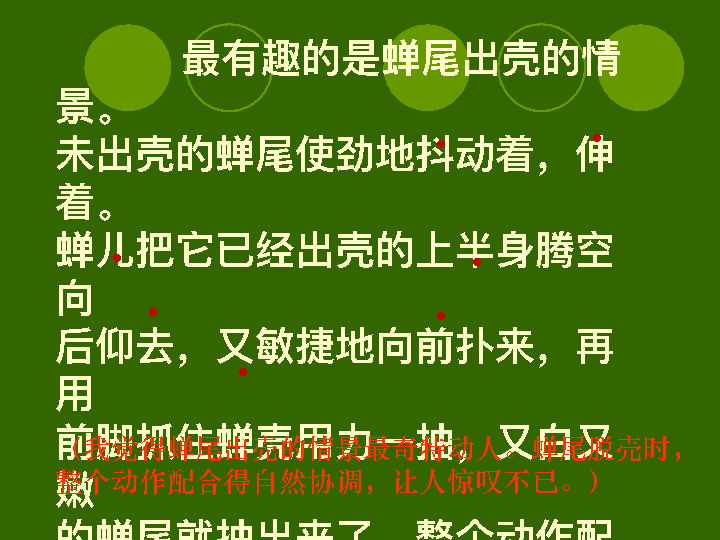 最有趣的是蝉尾出壳的情
景。
未出壳的蝉尾使劲地抖动着，伸
着。
蝉儿把它已经出壳的上半身腾空
向
后仰去，又敏捷地向前扑来，再
用
前脚抓住蝉壳用力一抽，又白又
嫩
（我觉得蝉尾出壳的情景最奇特动人。蝉尾脱壳时，
整个动作配合得自然协调，让人惊叹不已。）
的蝉尾就抽出来了。整个动作配